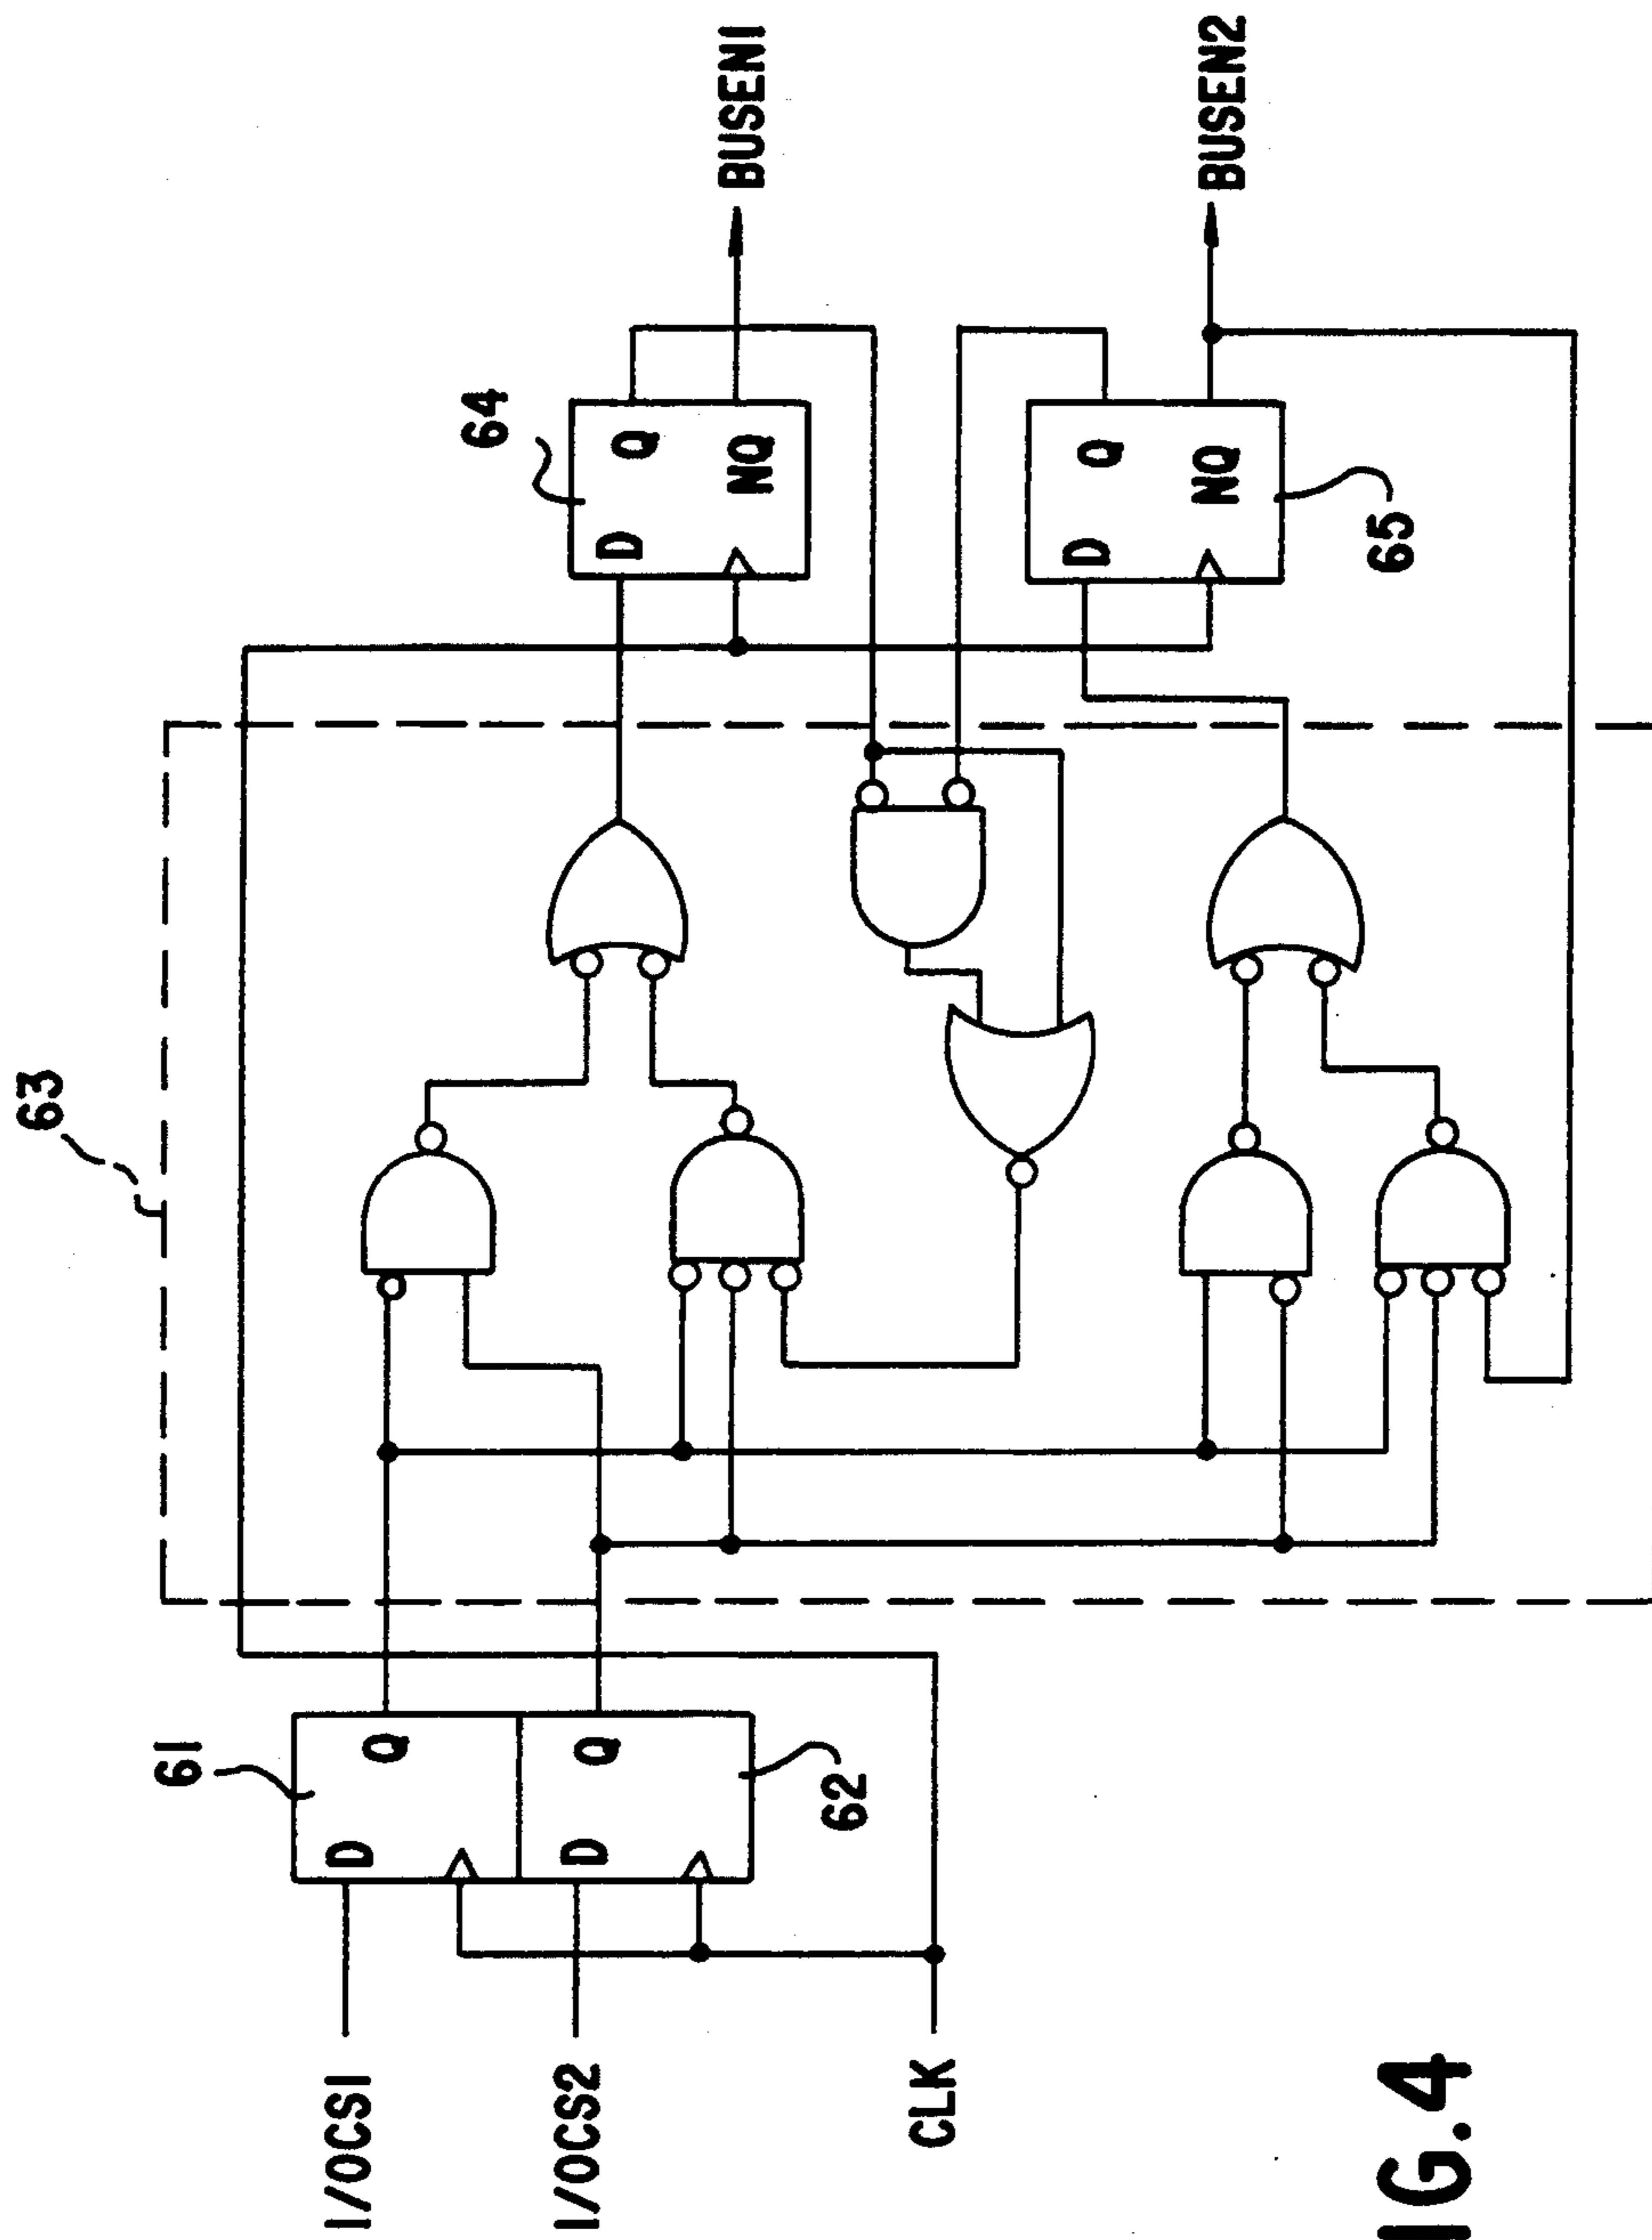 63
64
61
D
Q
D
Q
62
I/OCS1
I/OCS2
CLK
D
Q
NQ
BUSEN1
D
Q
NQ
65
BUSEN2
IG.4